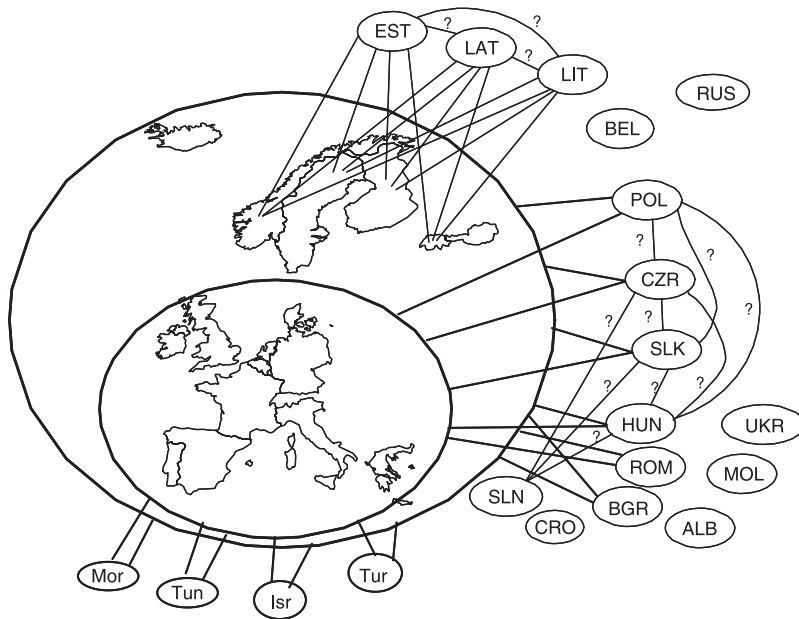 EST
?
?
LAT
?
LIT
RUS
BEL
POL
?
?
CZR
?
?
?
SLK
?
?
?
HUN
?
UKR
ROM
MOL
SLN
BGR
CRO
ALB
Mor
Tun
Isr
Tur